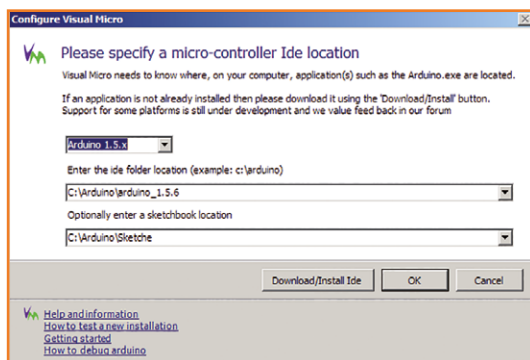 Configure Visual Micro
Please specify a micro-controller Ide location
Visual Micro needs to know where, on your computer, application(s) such as the Arduino.exe are located.
If an application is not already installed then please download it using the 'Download/Install' button.
Support for some platforms is still under development and we value feed back in our forum
Arduino 1.5.x
Enter the ide folder location (example: c:\arduino)
C:\Arduino\arduino_1.5.6
Optionally enter a sketchbook location
C:\Arduino\Sketche
Download/Install Ide OK Cancel
Help and information
How to test a new installation
Getting started
How to debug arduino